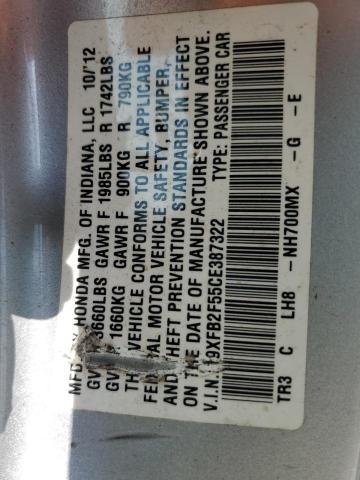 MFD. BY HONDA MFG. OF INDIANA, LLC 10/12
GV 3660LBS GAWR F 1985LBS R 1742LBS
GV 1660KG GAWR F 900KG R 790KG
THIS VEHICLE CONFORMS TO ALL APPLICABLE
FEDERAL MOTOR VEHICLE SAFETY, BUMPER,
AND THEFT PREVENTION STANDARDS IN EFFECT
ON THE DATE OF MANUFACTURE SHOWN ABOVE.
V.I.N.: 19XFB2F55CE387322 TYPE: PASSENGER CAR
TR3 C LH8 - NH700MX - G - E